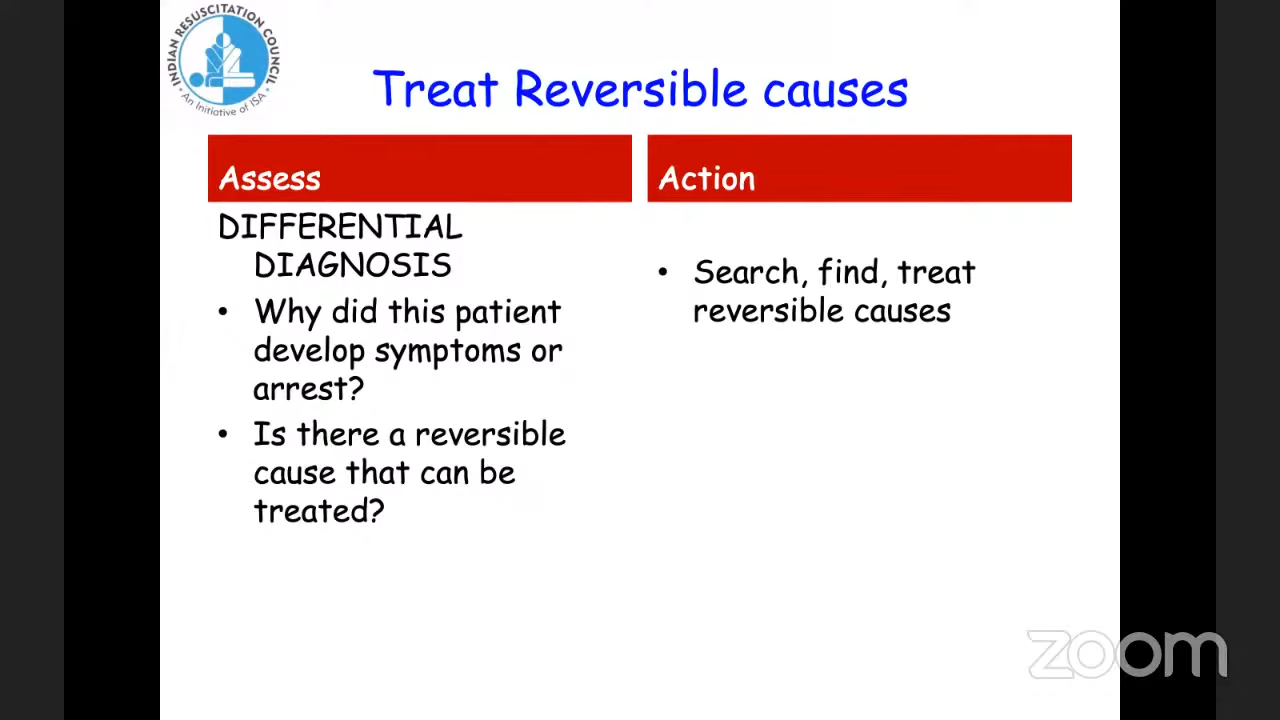 INDIAN RESUSCITATION COUNCIL
An Initiative of ISA
Treat Reversible causes
Assess
DIFFERENTIAL
DIAGNOSIS
• Why did this patient
develop symptoms or
arrest?
• Is there a reversible
cause that can be
treated?
Action
• Search, find, treat
reversible causes
zoom